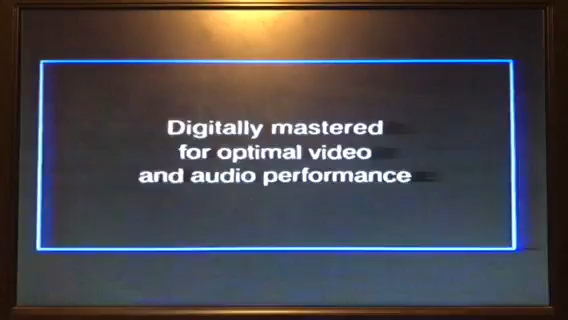 Digitally mastered
for optimal video
and audio performance